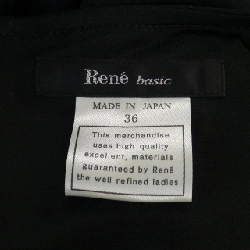 René basic
MADE IN JAPAN
36
This merchandise
uses high quality
excellent, materials
guaranteed by René
the well refined ladies